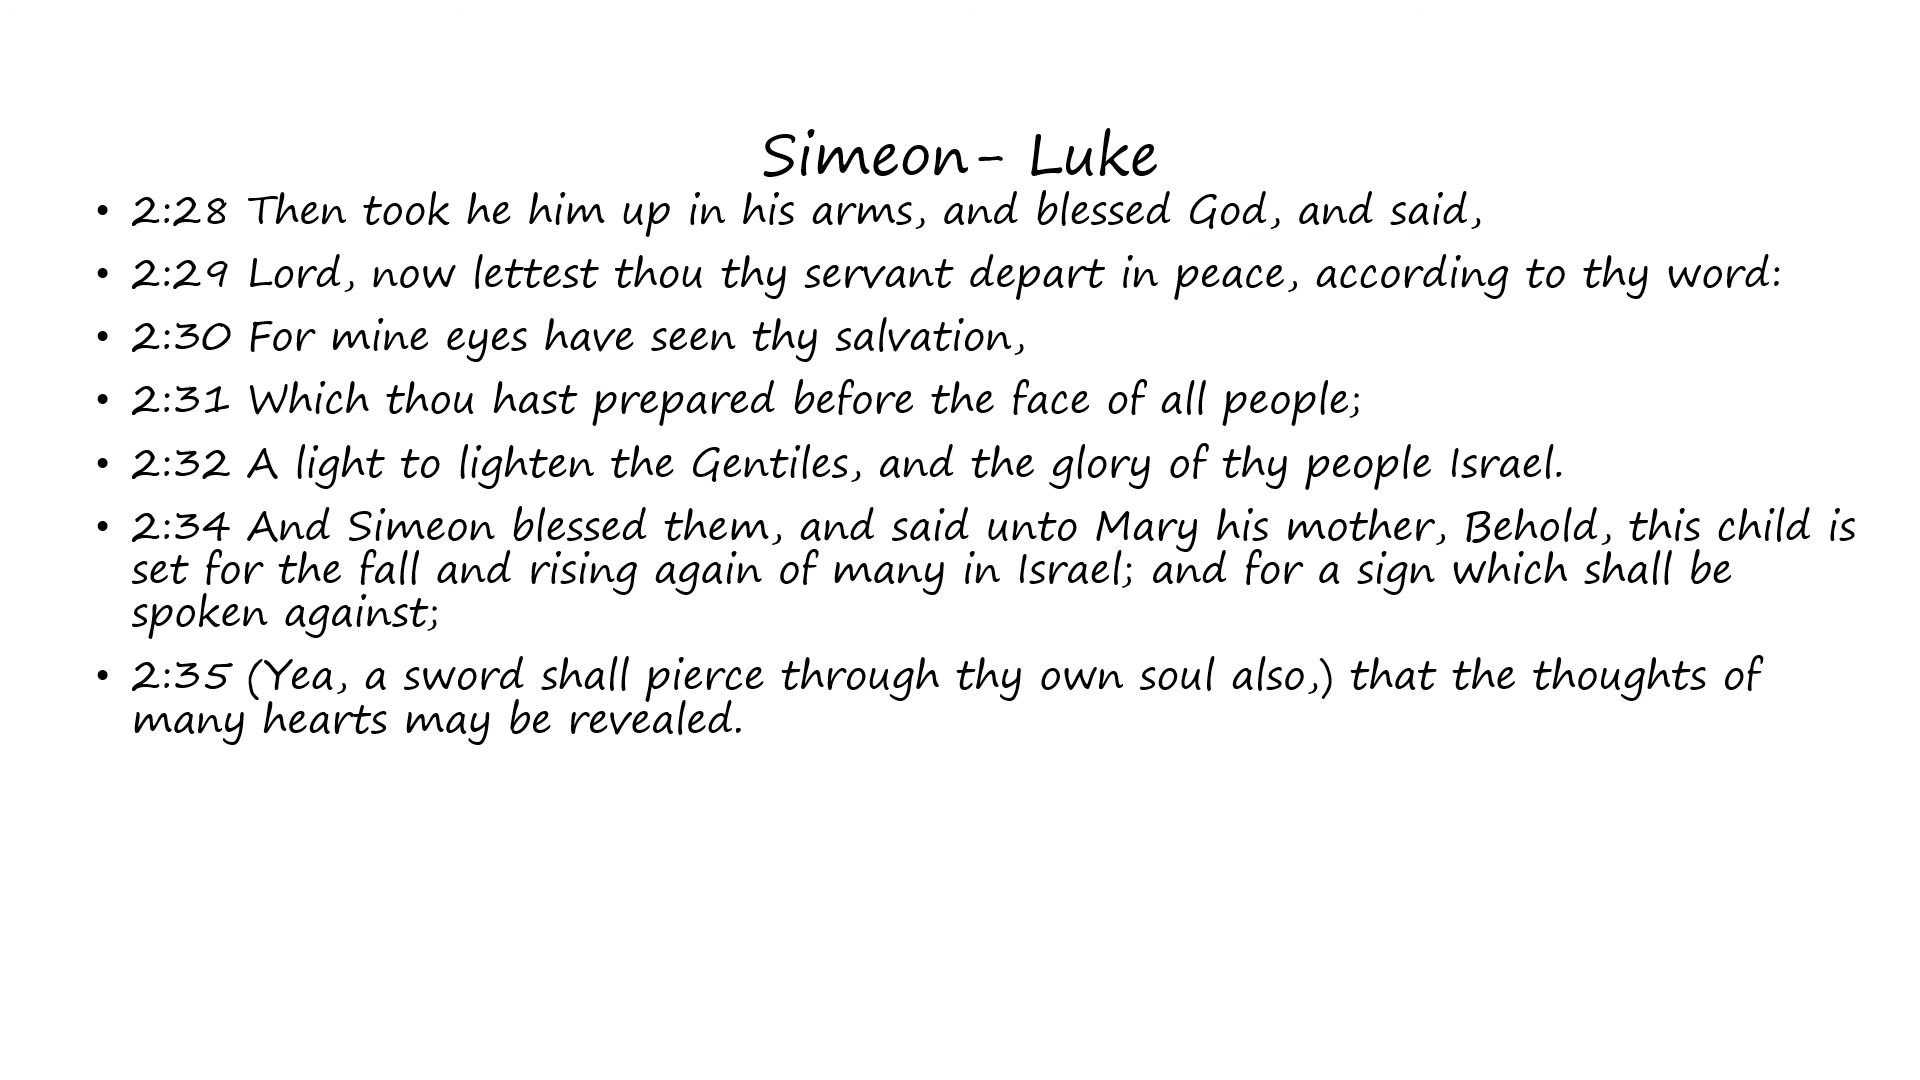 Simeon- Luke
• 2:28 Then took he him up in his arms, and blessed God, and said,
• 2:29 Lord, now lettest thou thy servant depart in peace, according to thy word:
• 2:30 For mine eyes have seen thy salvation,
• 2:31 Which thou hast prepared before the face of all people;
• 2:32 A light to lighten the Gentiles, and the glory of thy people Israel.
• 2:34 And Simeon blessed them, and said unto Mary his mother, Behold, this child is
set for the fall and rising again of many in Israel; and for a sign which shall be
spoken against;
• 2:35 (Yea, a sword shall pierce through thy own soul also,) that the thoughts of
many hearts may be revealed.